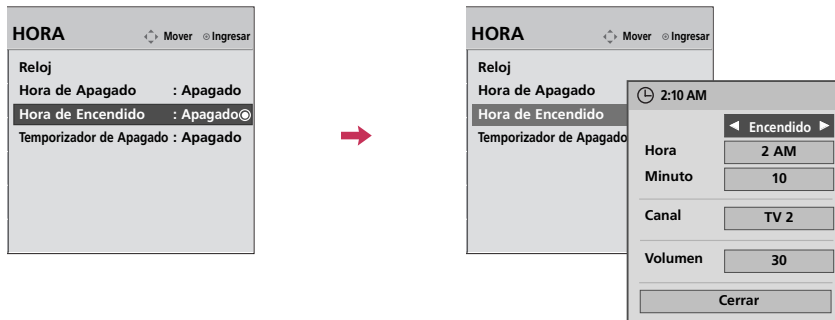 HORA Mover Ingresar
Reloj
Hora de Apagado : Apagado
Hora de Encendido : Apagado
Temporizador de Apagado : Apagado
HORA Mover Ingresar
Reloj
Hora de Apagado
Hora de Encendido
Temporizador de Apagado
2:10 AM
Encendido
Hora 2 AM
Minuto 10
Canal TV 2
Volumen 30
Cerrar